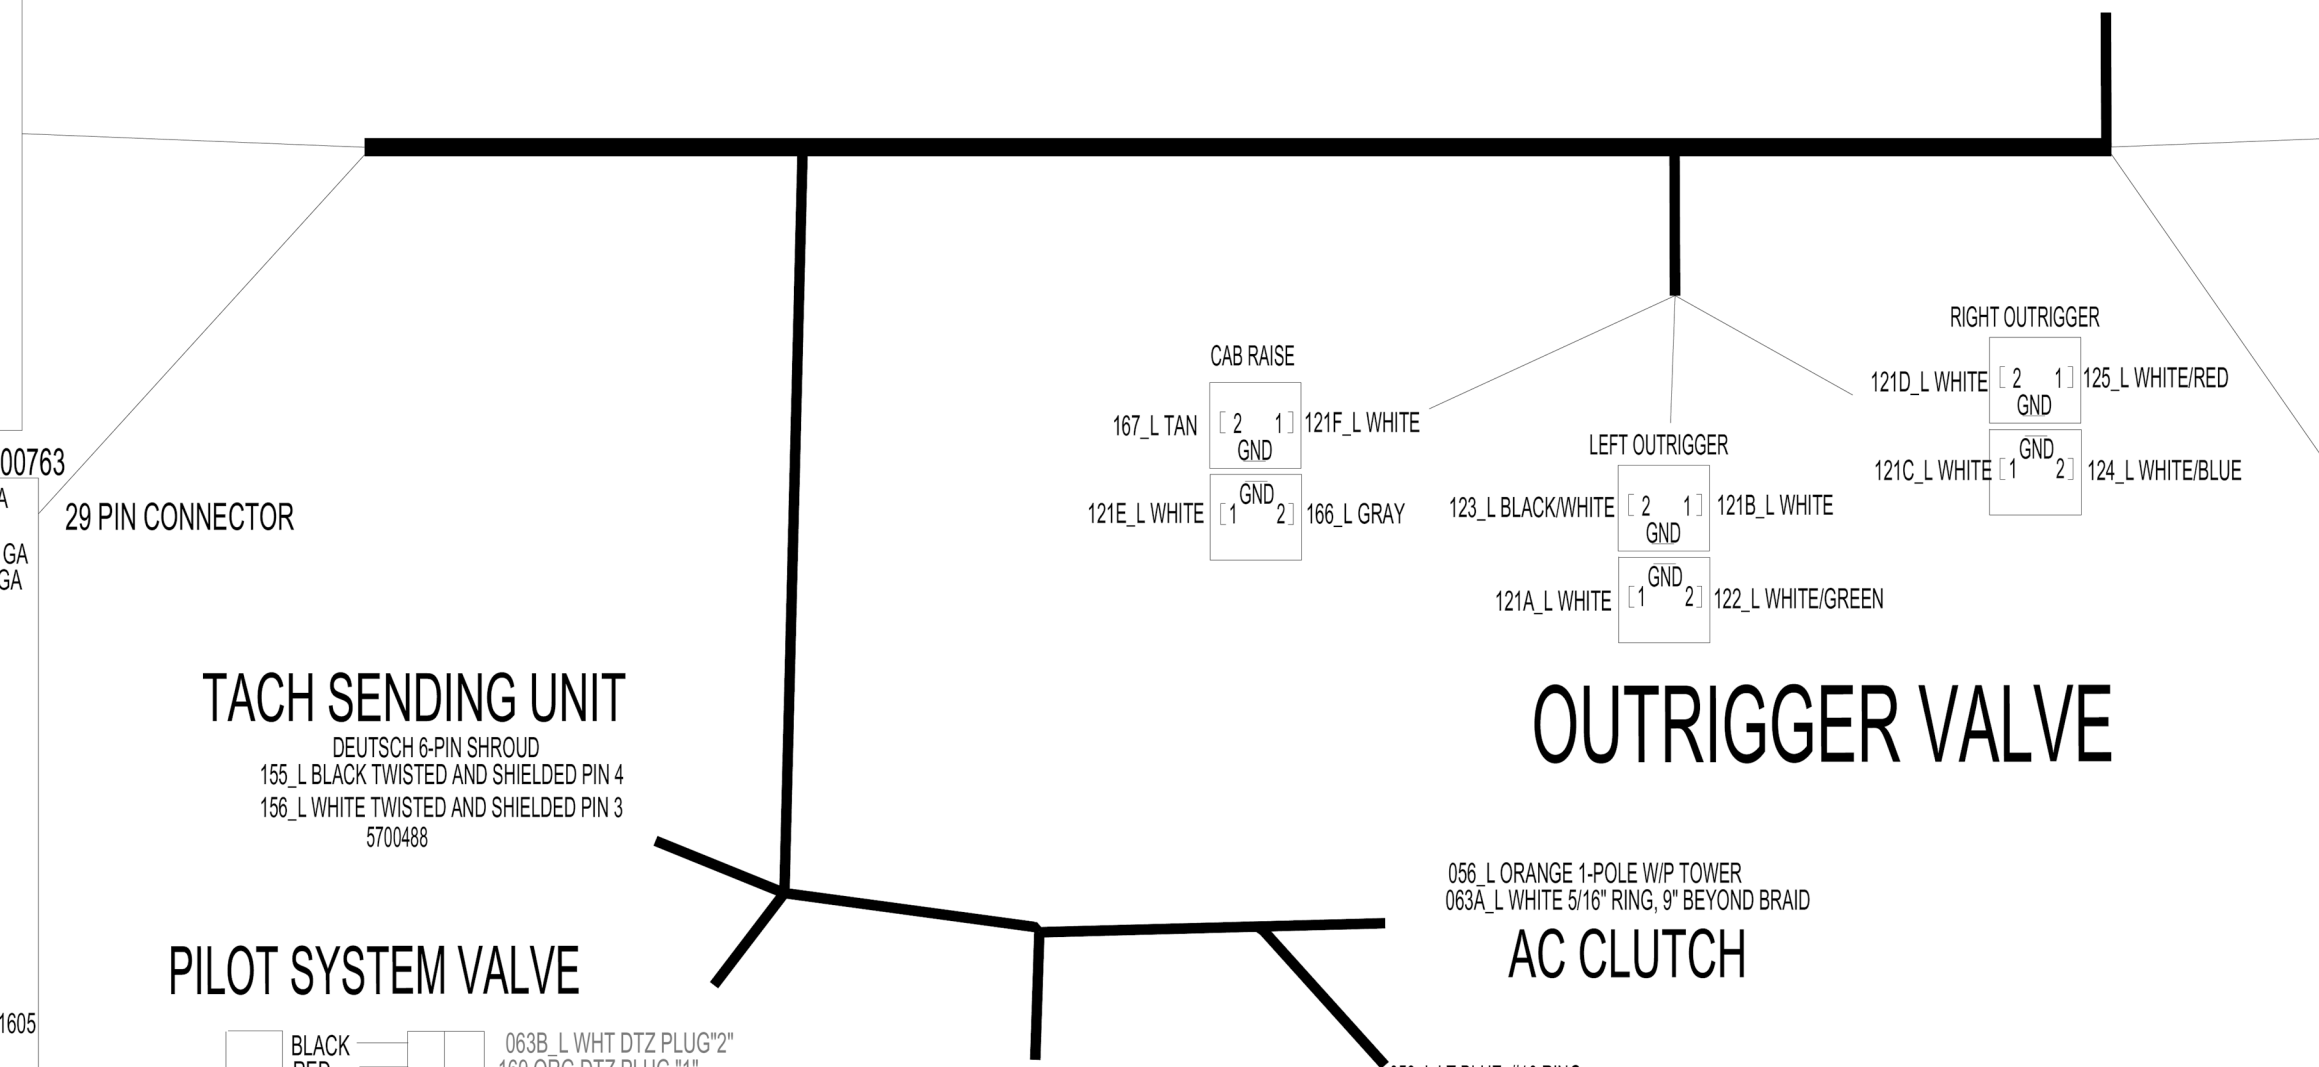 RIGHT OUTRIGGER
121D_L WHITE 2 1 125_L WHITE/RED
GND
GND
121C_L WHITE 1 2 124_L WHITE/BLUE
CAB RAISE
167_L TAN 2 1 121F_L WHITE
GND
GND
121E_L WHITE 1 2 166_L GRAY
LEFT OUTRIGGER
123_L BLACK/WHITE 2 1 121B_L WHITE
GND
GND
121A_L WHITE 1 2 122_L WHITE/GREEN
OUTRIGGER VALVE
00763
A
29 PIN CONNECTOR
GA
GA
TACH SENDING UNIT
DEUTSCH 6-PIN SHROUD
155_L BLACK TWISTED AND SHIELDED PIN 4
156_L WHITE TWISTED AND SHIELDED PIN 3
5700488
056_L ORANGE 1-POLE W/P TOWER
063A_L WHITE 5/16" RING, 9" BEYOND BRAID
AC CLUTCH
PILOT SYSTEM VALVE
1605
BLACK
063B_L WHT DTZ PLUG"2"